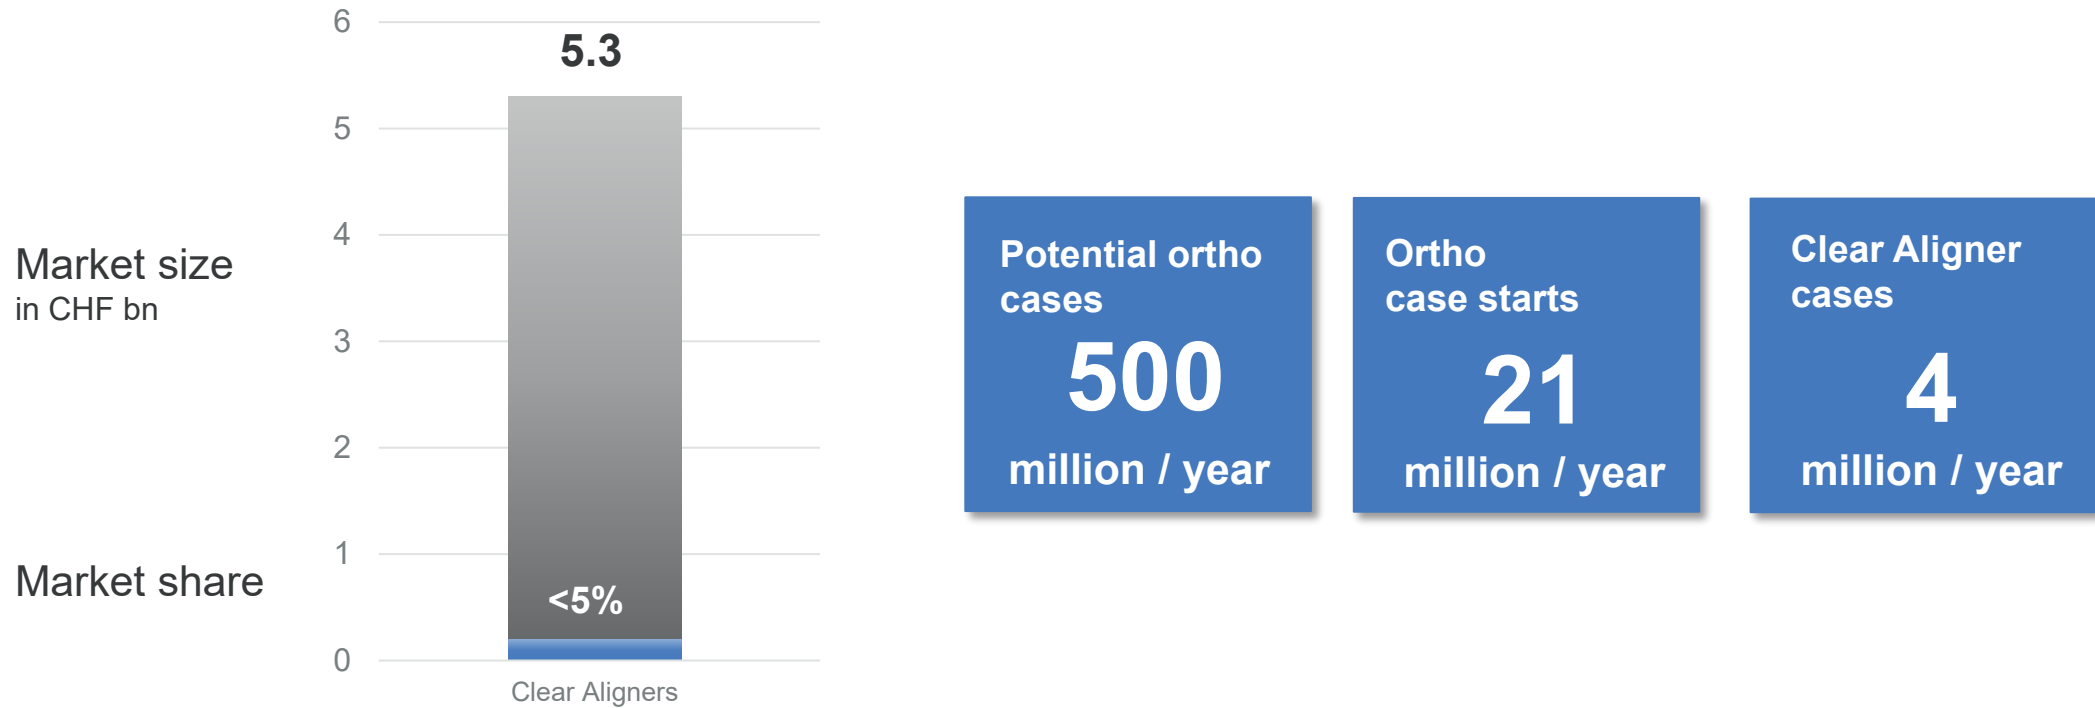 Market size
in CHF bn
Market share
6
5
4
3
2
1
0
5.3
<5%
Clear Aligners
Potential ortho
cases
500
million / year
Ortho
case starts
21
million / year
Clear Aligner
cases
4
million / year